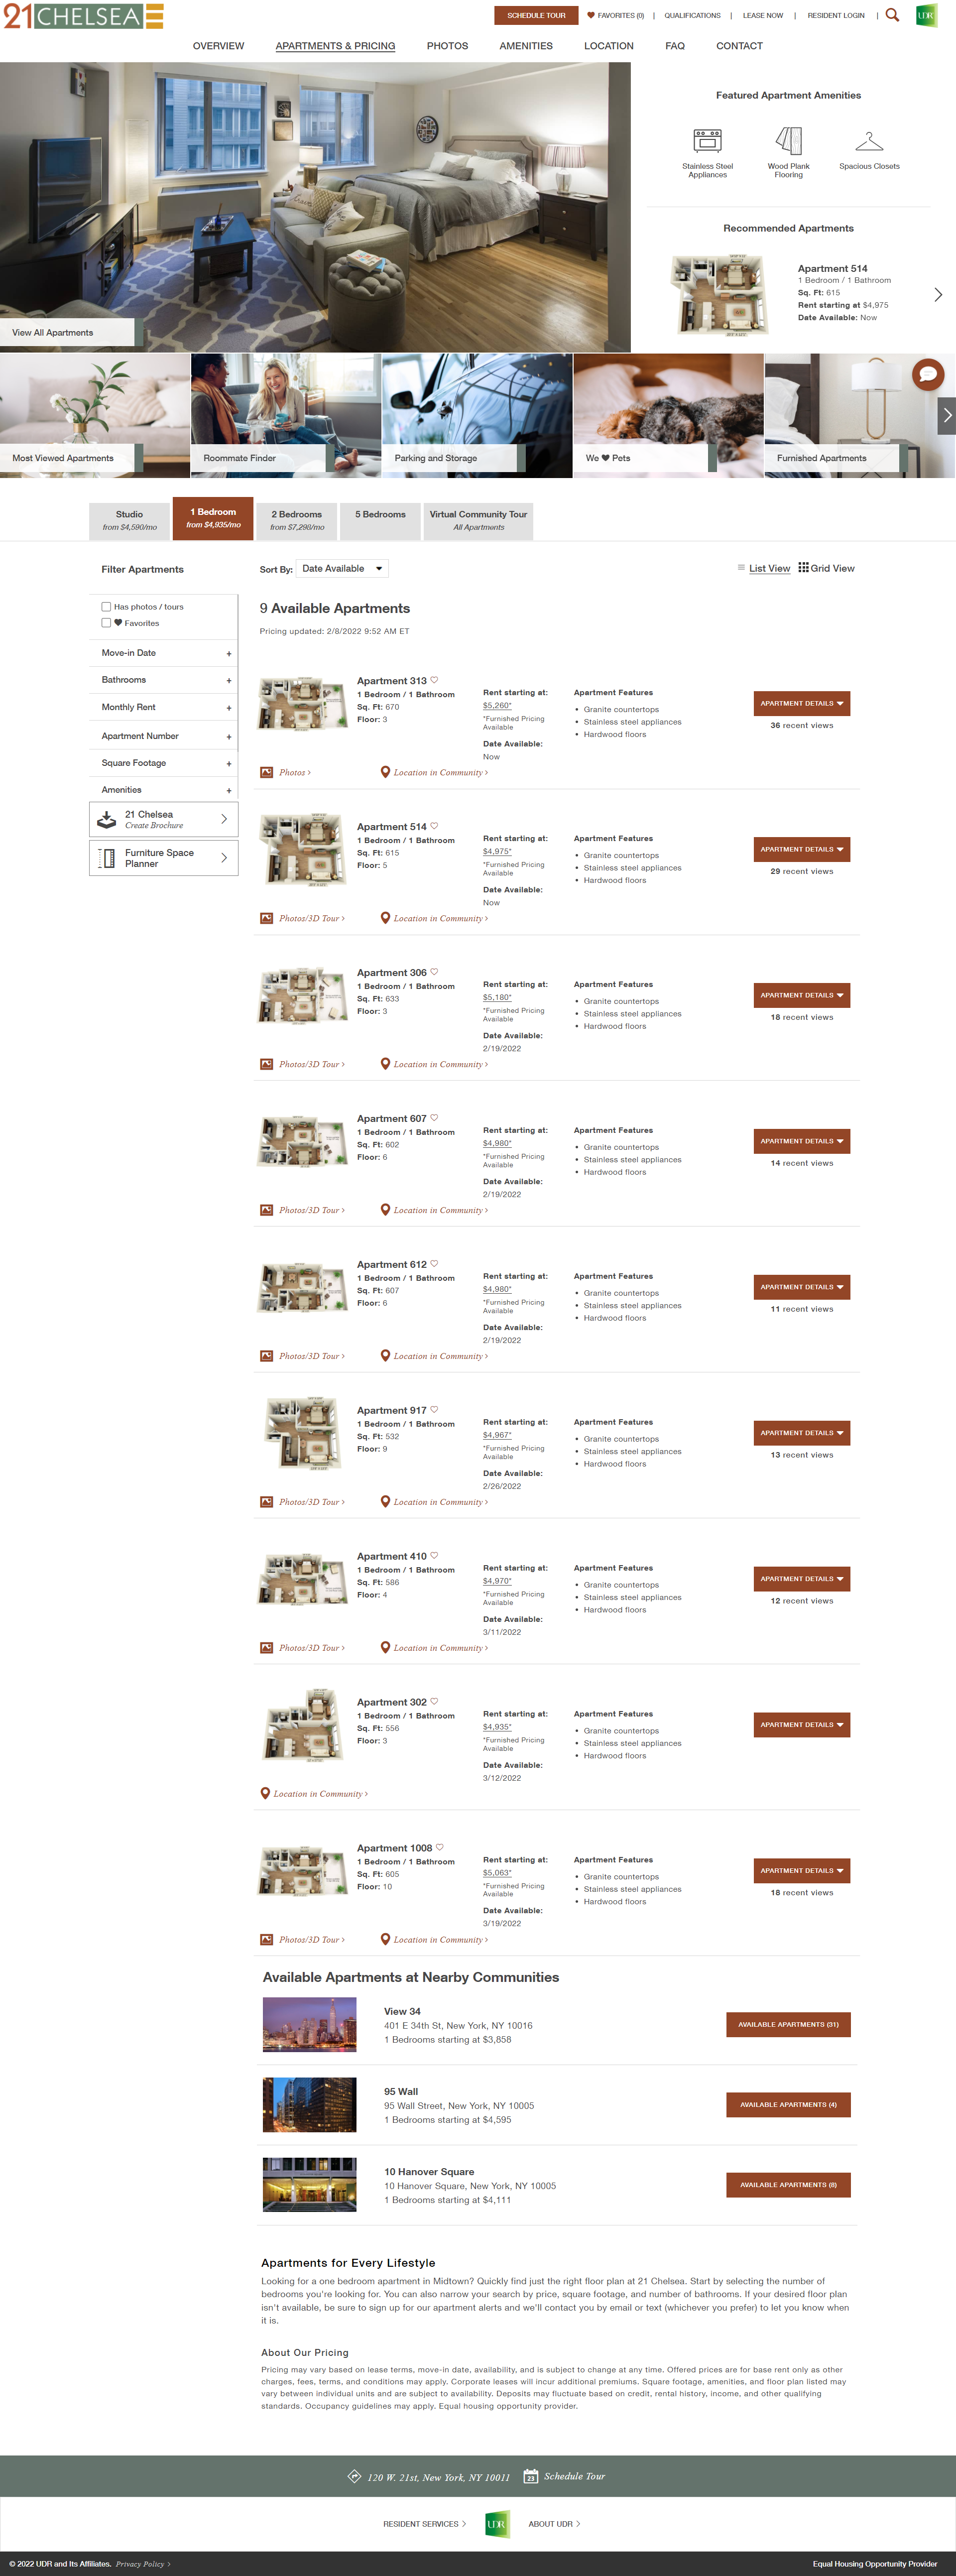 21 CHELSEA
SCHEDULE TOUR
FAVORITES (0) | QUALIFICATIONS | LEASE NOW | RESIDENT LOGIN |
UDR
OVERVIEW APARTMENTS & PRICING PHOTOS AMENITIES LOCATION FAQ CONTACT
View All Apartments
Featured Apartment Amenities
Stainless Steel
Appliances
Wood Plank
Flooring
Spacious Closets
Recommended Apartments
Apartment 514
1 Bedroom / 1 Bathroom
Sq. Ft: 615
Rent starting at $4,975
Date Available: Now
Most Viewed Apartments
Roommate Finder
Parking and Storage
We ♥ Pets
Furnished Apartments
Studio
from $4,590/mo
1 Bedroom
from $4,935/mo
2 Bedrooms
from $7,298/mo
5 Bedrooms
Virtual Community Tour
All Apartments
Filter Apartments
Has photos / tours
Favorites
Move-in Date +
Bathrooms +
Monthly Rent +
Apartment Number +
Square Footage +
Amenities +
21 Chelsea
Create Brochure
Furniture Space
Planner
Sort By: Date Available
List View Grid View
9 Available Apartments
Pricing updated: 2/8/2022 9:52 AM ET
Apartment 313
1 Bedroom / 1 Bathroom
Sq. Ft: 670
Floor: 3
Rent starting at:
$5,260*
*Furnished Pricing
Available
Date Available:
Now
Apartment Features
• Granite countertops
• Stainless steel appliances
• Hardwood floors
APARTMENT DETAILS
36 recent views
Photos >
Location in Community >
Apartment 514
1 Bedroom / 1 Bathroom
Sq. Ft: 615
Floor: 5
Rent starting at:
$4,975*
*Furnished Pricing
Available
Date Available:
Now
Apartment Features
• Granite countertops
• Stainless steel appliances
• Hardwood floors
APARTMENT DETAILS
29 recent views
Photos/3D Tour >
Location in Community >
Apartment 306
1 Bedroom / 1 Bathroom
Sq. Ft: 633
Floor: 3
Rent starting at:
$5,180*
*Furnished Pricing
Available
Date Available:
2/19/2022
Apartment Features
• Granite countertops
• Stainless steel appliances
• Hardwood floors
APARTMENT DETAILS
18 recent views
Photos/3D Tour >
Location in Community >
Apartment 607
1 Bedroom / 1 Bathroom
Sq. Ft: 602
Floor: 6
Rent starting at:
$4,980*
*Furnished Pricing
Available
Date Available:
2/19/2022
Apartment Features
• Granite countertops
• Stainless steel appliances
• Hardwood floors
APARTMENT DETAILS
14 recent views
Photos/3D Tour >
Location in Community >
Apartment 612
1 Bedroom / 1 Bathroom
Sq. Ft: 607
Floor: 6
Rent starting at:
$4,980*
*Furnished Pricing
Available
Date Available:
2/19/2022
Apartment Features
• Granite countertops
• Stainless steel appliances
• Hardwood floors
APARTMENT DETAILS
11 recent views
Photos/3D Tour >
Location in Community >
Apartment 917
1 Bedroom / 1 Bathroom
Sq. Ft: 532
Floor: 9
Rent starting at:
$4,967*
*Furnished Pricing
Available
Date Available:
2/26/2022
Apartment Features
• Granite countertops
• Stainless steel appliances
• Hardwood floors
APARTMENT DETAILS
13 recent views
Photos/3D Tour >
Location in Community >
Apartment 410
1 Bedroom / 1 Bathroom
Sq. Ft: 586
Floor: 4
Rent starting at:
$4,970*
*Furnished Pricing
Available
Date Available:
3/11/2022
Apartment Features
• Granite countertops
• Stainless steel appliances
• Hardwood floors
APARTMENT DETAILS
12 recent views
Photos/3D Tour >
Location in Community >
Apartment 302
1 Bedroom / 1 Bathroom
Sq. Ft: 556
Floor: 3
Rent starting at:
$4,935*
*Furnished Pricing
Available
Date Available:
3/12/2022
Apartment Features
• Granite countertops
• Stainless steel appliances
• Hardwood floors
APARTMENT DETAILS
Location in Community >
Apartment 1008
1 Bedroom / 1 Bathroom
Sq. Ft: 605
Floor: 10
Rent starting at:
$5,063*
*Furnished Pricing
Available
Date Available:
3/19/2022
Apartment Features
• Granite countertops
• Stainless steel appliances
• Hardwood floors
APARTMENT DETAILS
18 recent views
Photos/3D Tour >
Location in Community >
Available Apartments at Nearby Communities
View 34
401 E 34th St, New York, NY 10016
1 Bedrooms starting at $3,858
AVAILABLE APARTMENTS (31)
95 Wall
95 Wall Street, New York, NY 10005
1 Bedrooms starting at $4,595
AVAILABLE APARTMENTS (4)
10 Hanover Square
10 Hanover Square, New York, NY 10005
1 Bedrooms starting at $4,111
AVAILABLE APARTMENTS (8)
Apartments for Every Lifestyle
Looking for a one bedroom apartment in Midtown? Quickly find just the right floor plan at 21 Chelsea. Start by selecting the number of
bedrooms you're looking for. You can also narrow your search by price, square footage, and number of bathrooms. If your desired floor plan
isn't available, be sure to sign up for our apartment alerts and we'll contact you by email or text (whichever you prefer) to let you know when
it is.
About Our Pricing
Pricing may vary based on lease terms, move-in date, availability, and is subject to change at any time. Offered prices are for base rent only as other
charges, fees, terms, and conditions may apply. Corporate leases will incur additional premiums. Square footage, amenities, and floor plan listed may
vary between individual units and are subject to availability. Deposits may fluctuate based on credit, rental history, income, and other qualifying
standards. Occupancy guidelines may apply. Equal housing opportunity provider.
120 W. 21st, New York, NY 10011
23
Schedule Tour
RESIDENT SERVICES >
UDR
ABOUT UDR >
© 2022 UDR and Its Affiliates. Privacy Policy >
Equal Housing Opportunity Provider